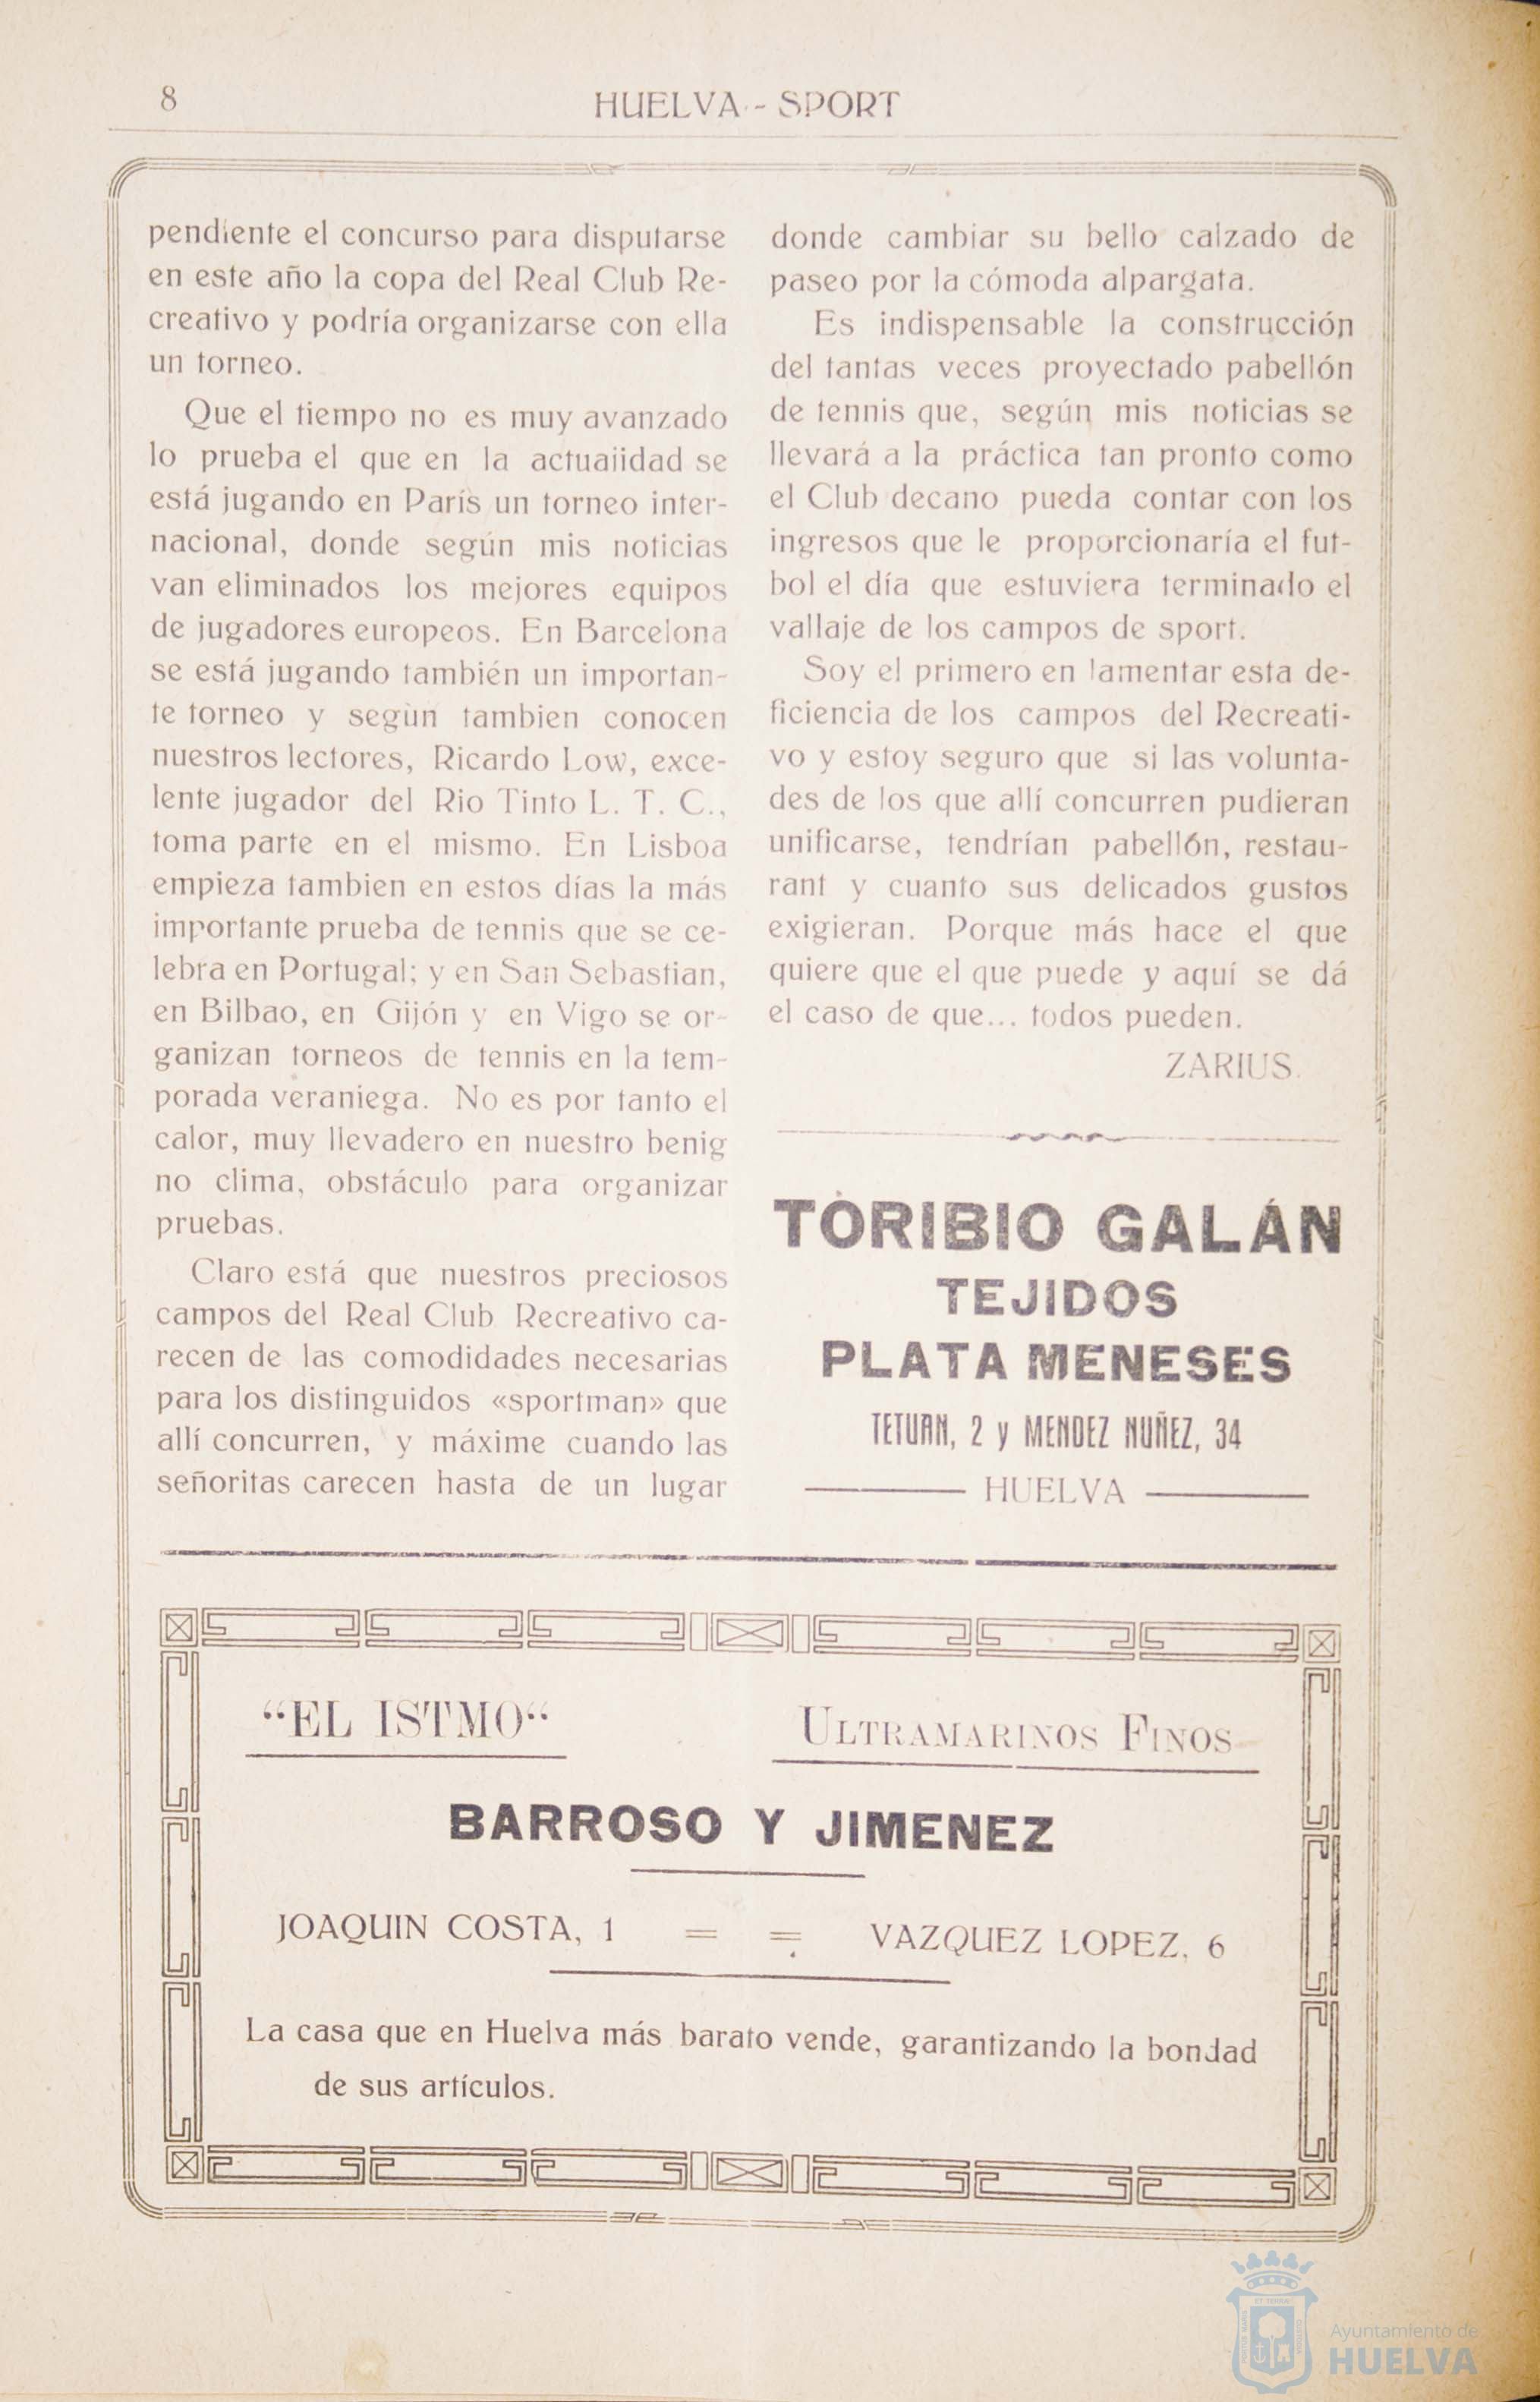 8
HUELVA - SPORT
pendiente el concurso para disputarse
en este año la copa del Real Club Re-
creativo y podría organizarse con ella
un torneo.
Que el tiempo no es muy avanzado
lo prueba el que en la actuaiidad se
está jugando en París un torneo inter-
nacional, donde según mis noticias
van eliminados los mejores equipos
de jugadores europeos. En Barcelona
se está jugando también un importan-
te torneo y segùn tambien conocen
nuestros lectores, Ricardo Low, exce-
lente jugador del Rio Tinto L. T. C.,
toma parte en el mismo. En Lisboa
empieza tambien en estos días la más
importante prueba de tennis que se ce-
lebra en Portugal; y en San Sebastian,
en Bilbao, en Gijón y en Vigo se or-
ganizan torneos de tennis en la tem-
porada veraniega. No es por tanto el
calor, muy llevadero en nuestro benig
no clima, obstáculo para organizar
pruebas.
Claro está que nuestros preciosos
campos del Real Club Recreativo ca-
recen de las comodidades necesarias
para los distinguidos «sportman» que
allí concurren, y máxime cuando las
señoritas carecen hasta de un lugar
donde cambiar su bello calzado de
paseo por la cómoda alpargata.
Es indispensable la construcción
del tantas veces proyectado pabellón
de tennis que, según mis noticias se
llevará a la práctica tan pronto como
el Club decano pueda contar con los
ingresos que le proporcionaría el fut-
bol el día que estuviera terminado el
vallaje de los campos de sport.
Soy el primero en lamentar esta de-
ficiencia de los campos del Recreati-
vo y estoy seguro que si las volunta-
des de los que allí concurren pudieran
unificarse, tendrían pabellón, restau-
rant y cuanto sus delicados gustos
exigieran. Porque más hace el que
quiere que el que puede y aquí se dá
el caso de que... todos pueden.
ZARIUS.
TORIBIO GALÁN
TEJIDOS
PLATA MENESES
TETUAN, 2 y MENDEZ NUÑEZ, 34
HUELVA
“EL ISTMO“
ULTRAMARINOS FINOS
BARROSO Y JIMENEZ
JOAQUIN COSTA, 1 = = VAZQUEZ LOPEZ, 6
La casa que en Huelva más barato vende, garantizando la bondad
de sus artículos.
Ayuntamiento de
HUELVA